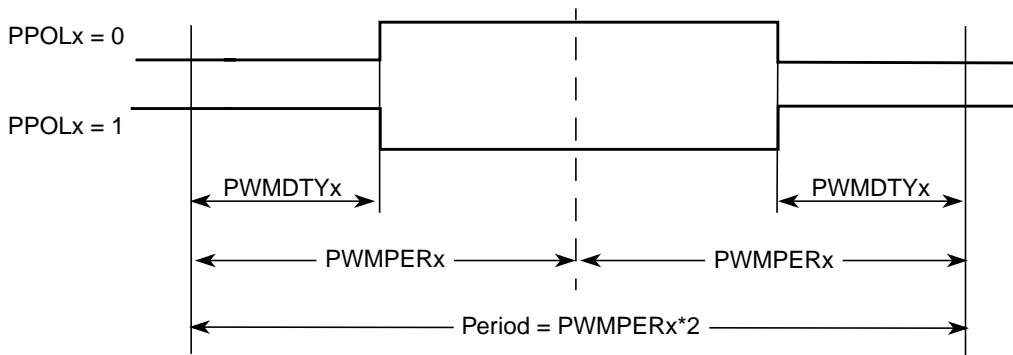 PPOLx = 0
PPOLx = 1
PWMDTYx
PWMDTYx
PWMPERx
PWMPERx
Period = PWMPERx*2